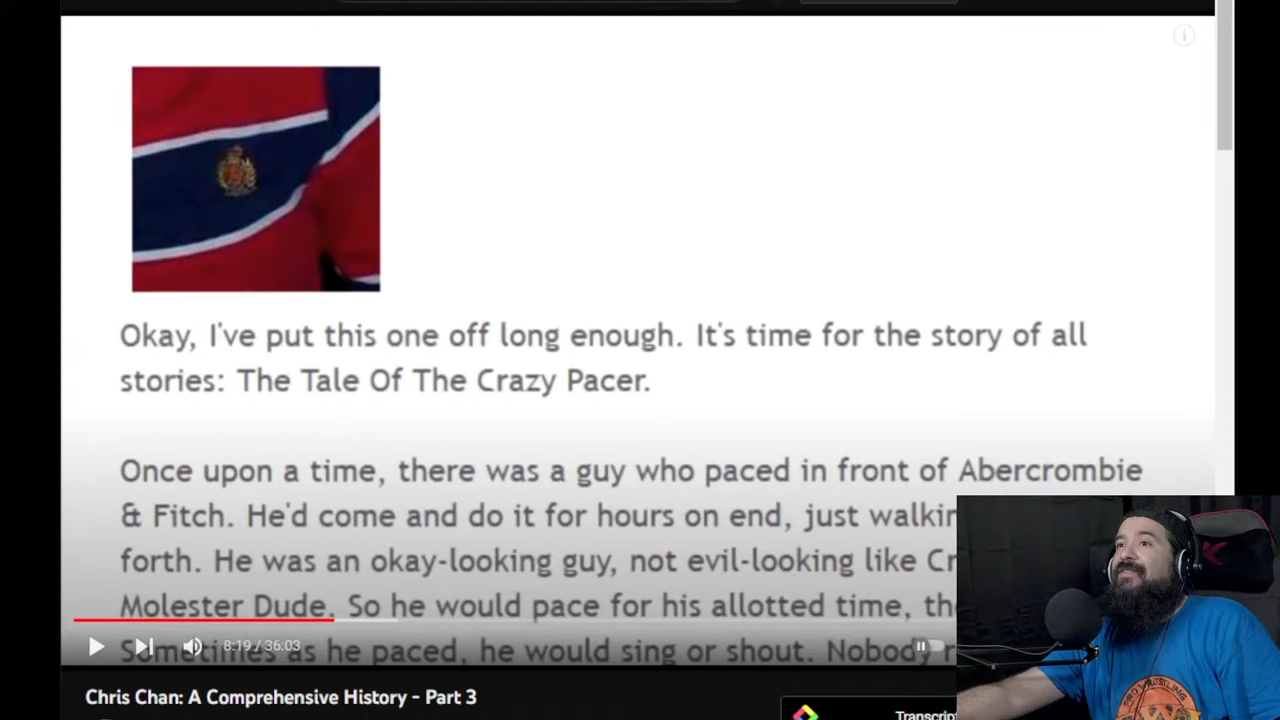 Okay, I've put this one off long enough. It's time for the story of all
stories: The Tale Of The Crazy Pacer.
Once upon a time, there was a guy who paced in front of Abercrombie
& Fitch. He'd come and do it for hours on end, just
forth. He was an okay-looking guy, not evil-looking like
Molester Dude. So he would pace for his allotted time,
Sometimes as he paced, he would sing or shout. Nobody
8:19 / 36:03
Chris Chan: A Comprehensive History - Part 3
PRO WRESTLING